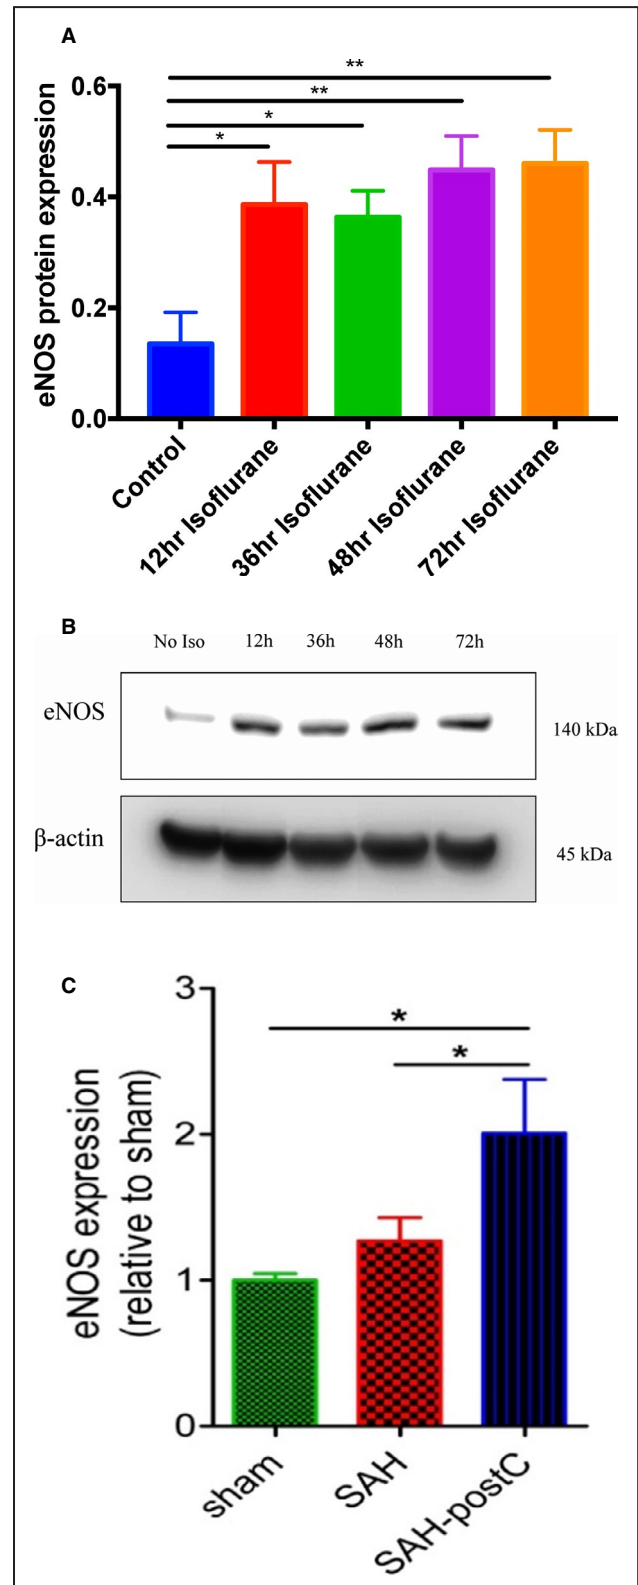 A
**
**
*
*
0.6
0.4
0.2
0.0
eNOS protein expression
Control
12hr Isoflurane
36hr Isoflurane
48hr Isoflurane
72hr Isoflurane
B
No Iso 12h 36h 48h 72h
eNOS
140 kDa
β-actin
45 kDa
C
3
2
1
0
*
*
eNOS expression
(relative to sham)
sham
SAH
SAH-postC